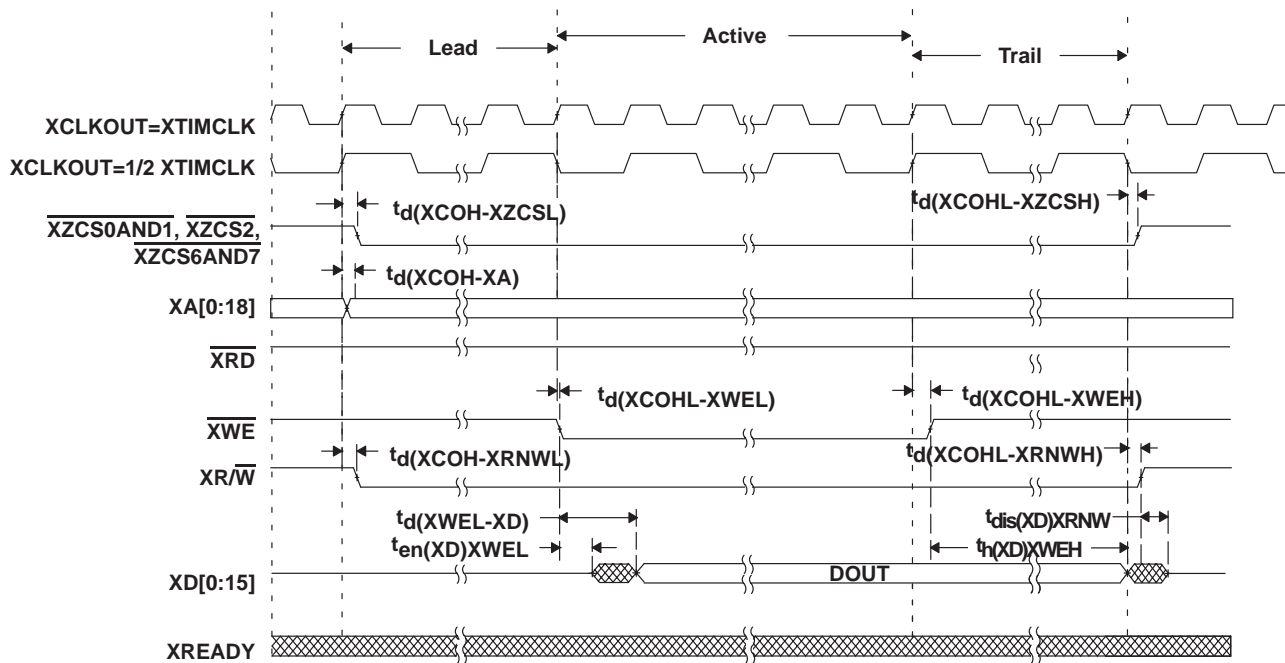 Lead
Active
Trail
XCLKOUT=XTIMCLK
XCLKOUT=1/2 XTIMCLK
td(XCOH-XZCSL)
td(XCOHL-XZCSH)
XZCS0AND1, XZCS2,
XZCS6AND7
td(XCOH-XA)
XA[0:18]
XRD
td(XCOHL-XWEL)
td(XCOHL-XWEH)
XWE
td(XCOH-XRNWL)
td(XCOHL-XRNWH)
XR/W
td(XWEL-XD)
tdis(XD)XRNW
ten(XD)XWEL
th(XD)XWEH
XD[0:15]
DOUT
XREADY